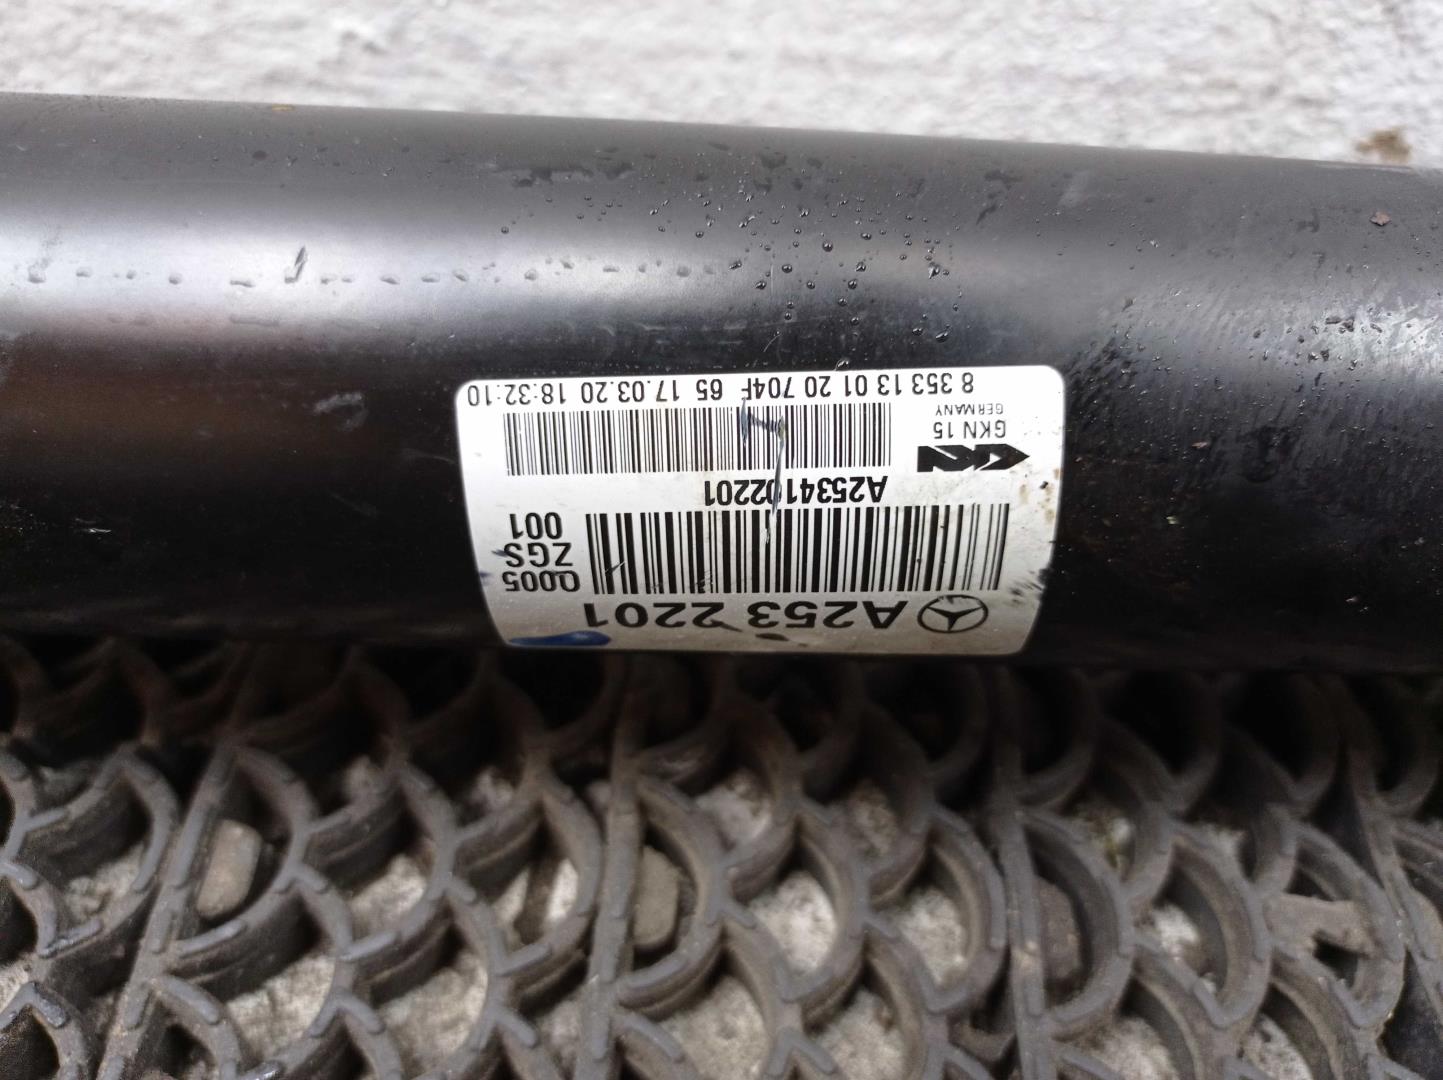 A253 2201
Q005
ZGS
001
A2534102201
GKN
GKN 15
GERMANY
8 353 13 01 20 704F 65 17.03.20 18:32:10